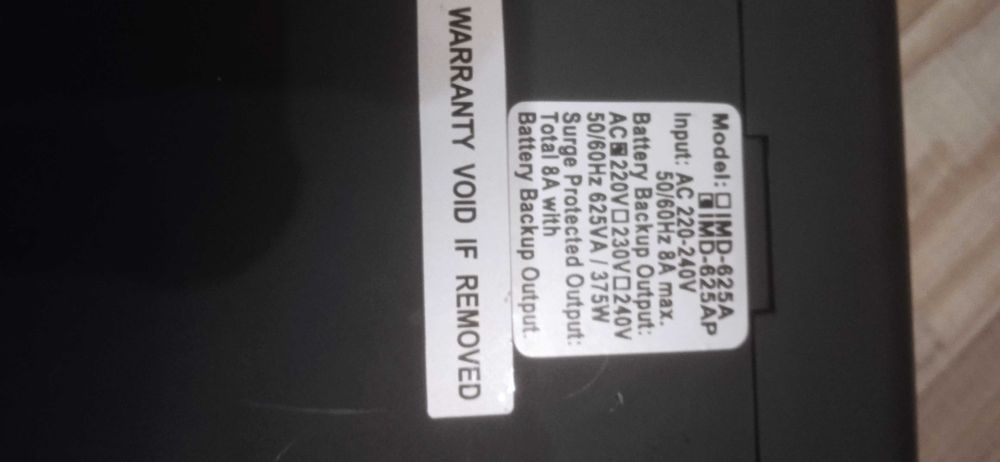 Model: ☐ IMD-625A
☑ IMD-625AP
Input: AC 220-240V
50/60Hz 8A max.
Battery Backup Output:
AC ☑ 220V ☐ 230V ☐ 240V
50/60Hz 625VA / 375W
Surge Protected Output:
Total 8A with
Battery Backup Output
WARRANTY VOID IF REMOVED